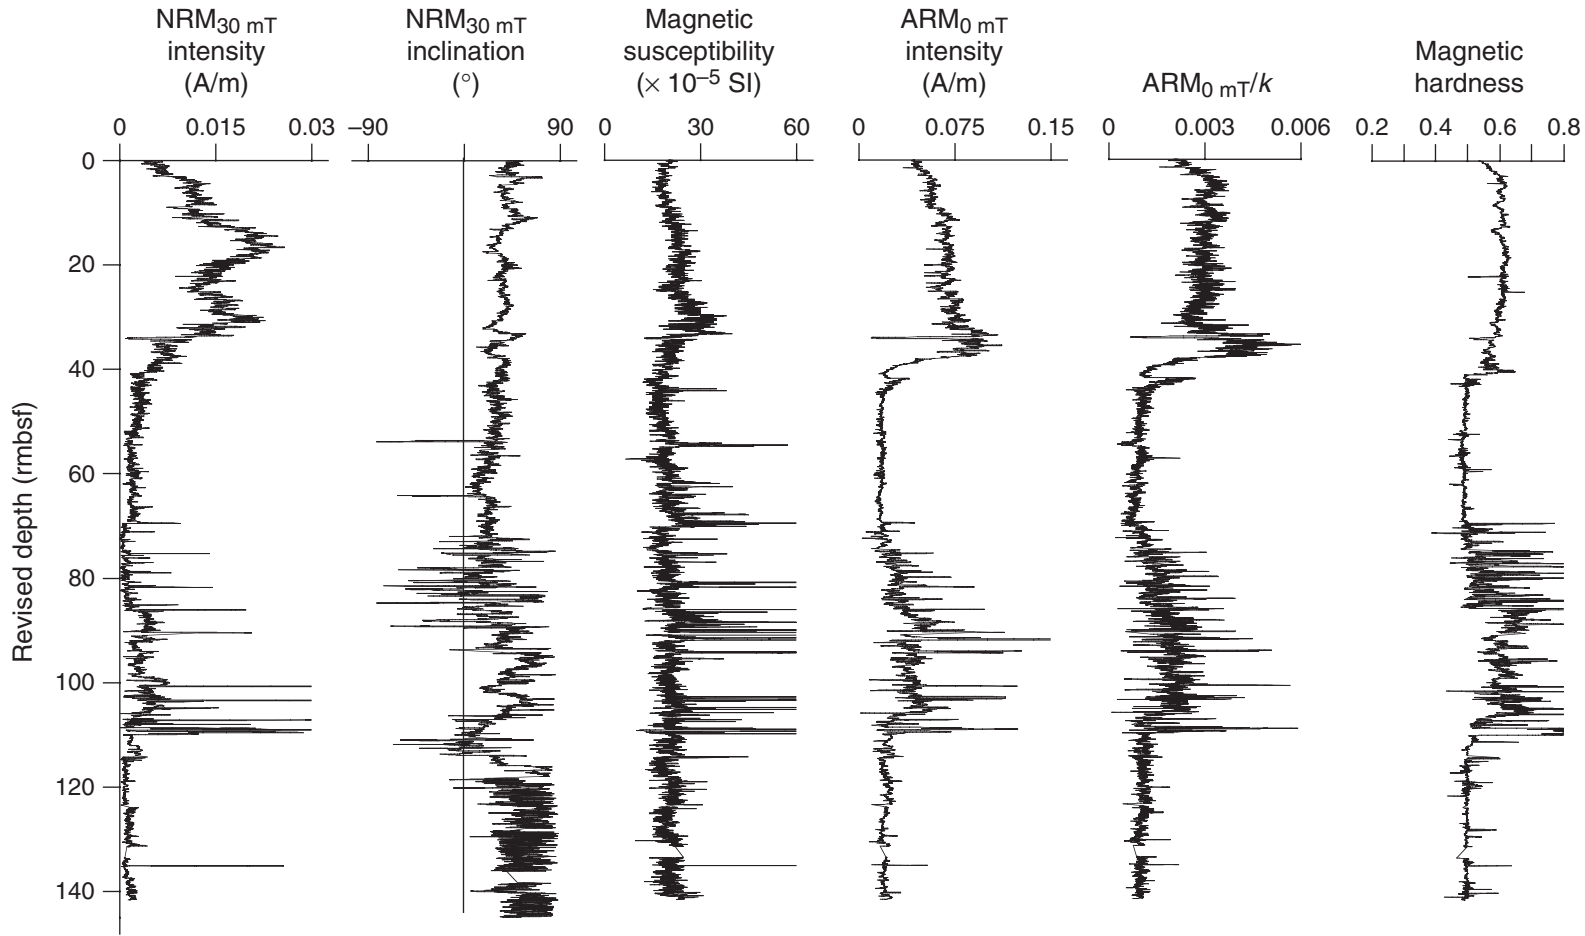 NRM30 mT intensity (A/m)
NRM30 mT inclination (°)
Magnetic susceptibility (× 10–5 SI)
ARM0 mT intensity (A/m)
ARM0 mT/k
Magnetic hardness
0 0.015 0.03 –90 90 0 30 60 0 0.075 0.15 0 0.003 0.006 0.2 0.4 0.6 0.8
0
20
40
60
80
100
120
140
Revised depth (rmbsf)